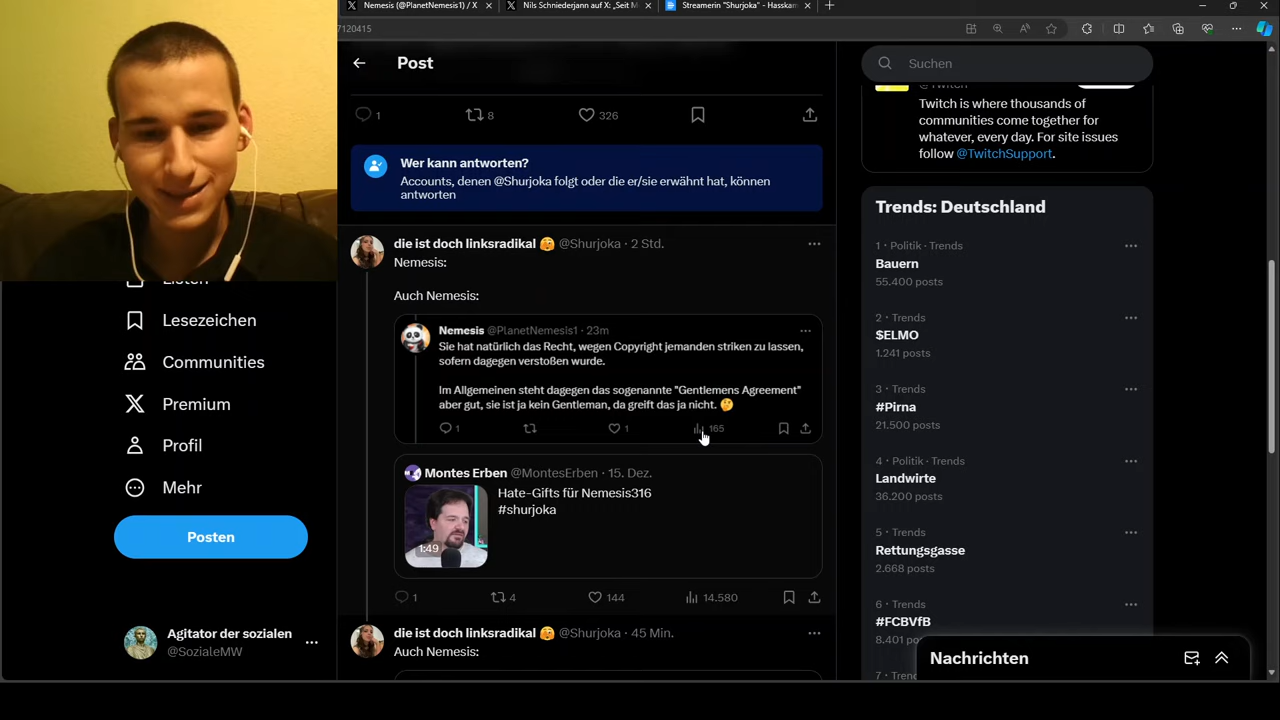 Nemesis (@PlanetNemesis1) / X
Nils Schniederjann auf X: „Seit M
Streamerin "Shurjoka" - Hasskam
7120415
Post
Suchen
1
8
326
Wer kann antworten?
Accounts, denen @Shurjoka folgt oder die er/sie erwähnt hat, können
antworten
die ist doch linksradikal @Shurjoka · 2 Std.
Nemesis:
Auch Nemesis:
Nemesis @PlanetNemesis1 · 23m
Sie hat natürlich das Recht, wegen Copyright jemanden striken zu lassen,
sofern dagegen verstoßen wurde.
Im Allgemeinen steht dagegen das sogenannte "Gentlemens Agreement"
aber gut, sie ist ja kein Gentleman, da greift das ja nicht. 🤔
1
1
165
Montes Erben @MontesErben · 15. Dez.
Hate-Gifts für Nemesis316
#shurjoka
1:49
1
4
144
14.580
die ist doch linksradikal @Shurjoka · 45 Min.
Auch Nemesis:
Listen
Lesezeichen
Communities
Premium
Profil
Mehr
Posten
Agitator der sozialen
@SozialeMW
Twitch is where thousands of
communities come together for
whatever, every day. For site issues
follow @TwitchSupport.
Trends: Deutschland
1 · Politik · Trends
Bauern
55.400 posts
2 · Trends
$ELMO
1.241 posts
3 · Trends
#Pirna
21.500 posts
4 · Politik · Trends
Landwirte
36.200 posts
5 · Trends
Rettungsgasse
2.668 posts
6 · Trends
#FCBVfB
8.401 po
7 · Tren
Nachrichten